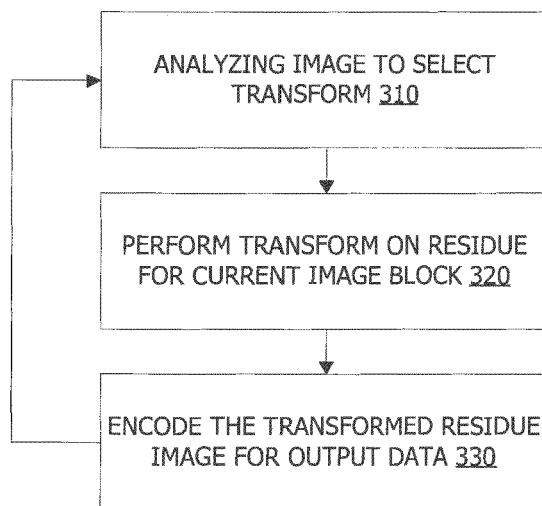 ANALYZING IMAGE TO SELECT
TRANSFORM 310
PERFORM TRANSFORM ON RESIDUE
FOR CURRENT IMAGE BLOCK 320
ENCODE THE TRANSFORMED RESIDUE
IMAGE FOR OUTPUT DATA 330